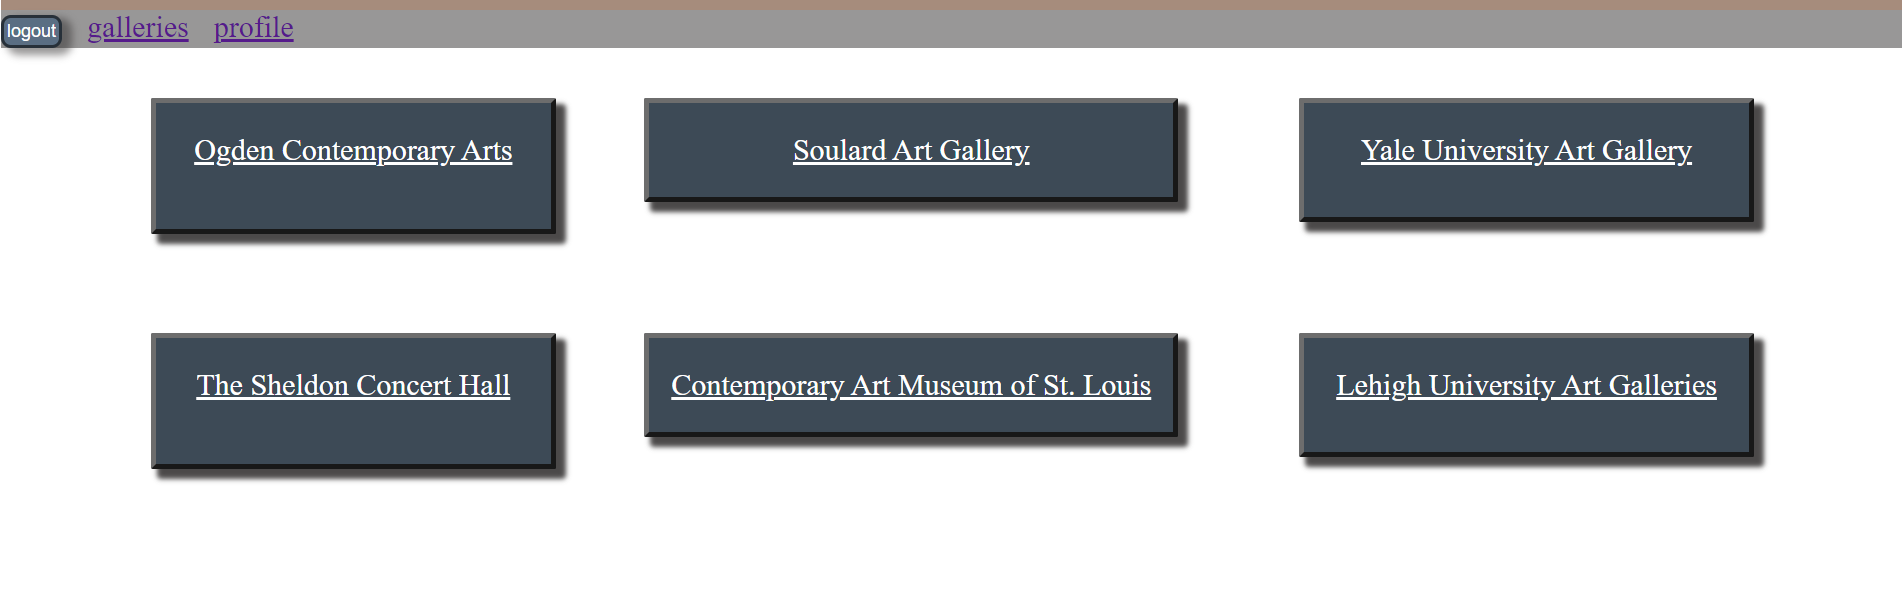 logout galleries profile
Ogden Contemporary Arts
Soulard Art Gallery
Yale University Art Gallery
The Sheldon Concert Hall
Contemporary Art Museum of St. Louis
Lehigh University Art Galleries